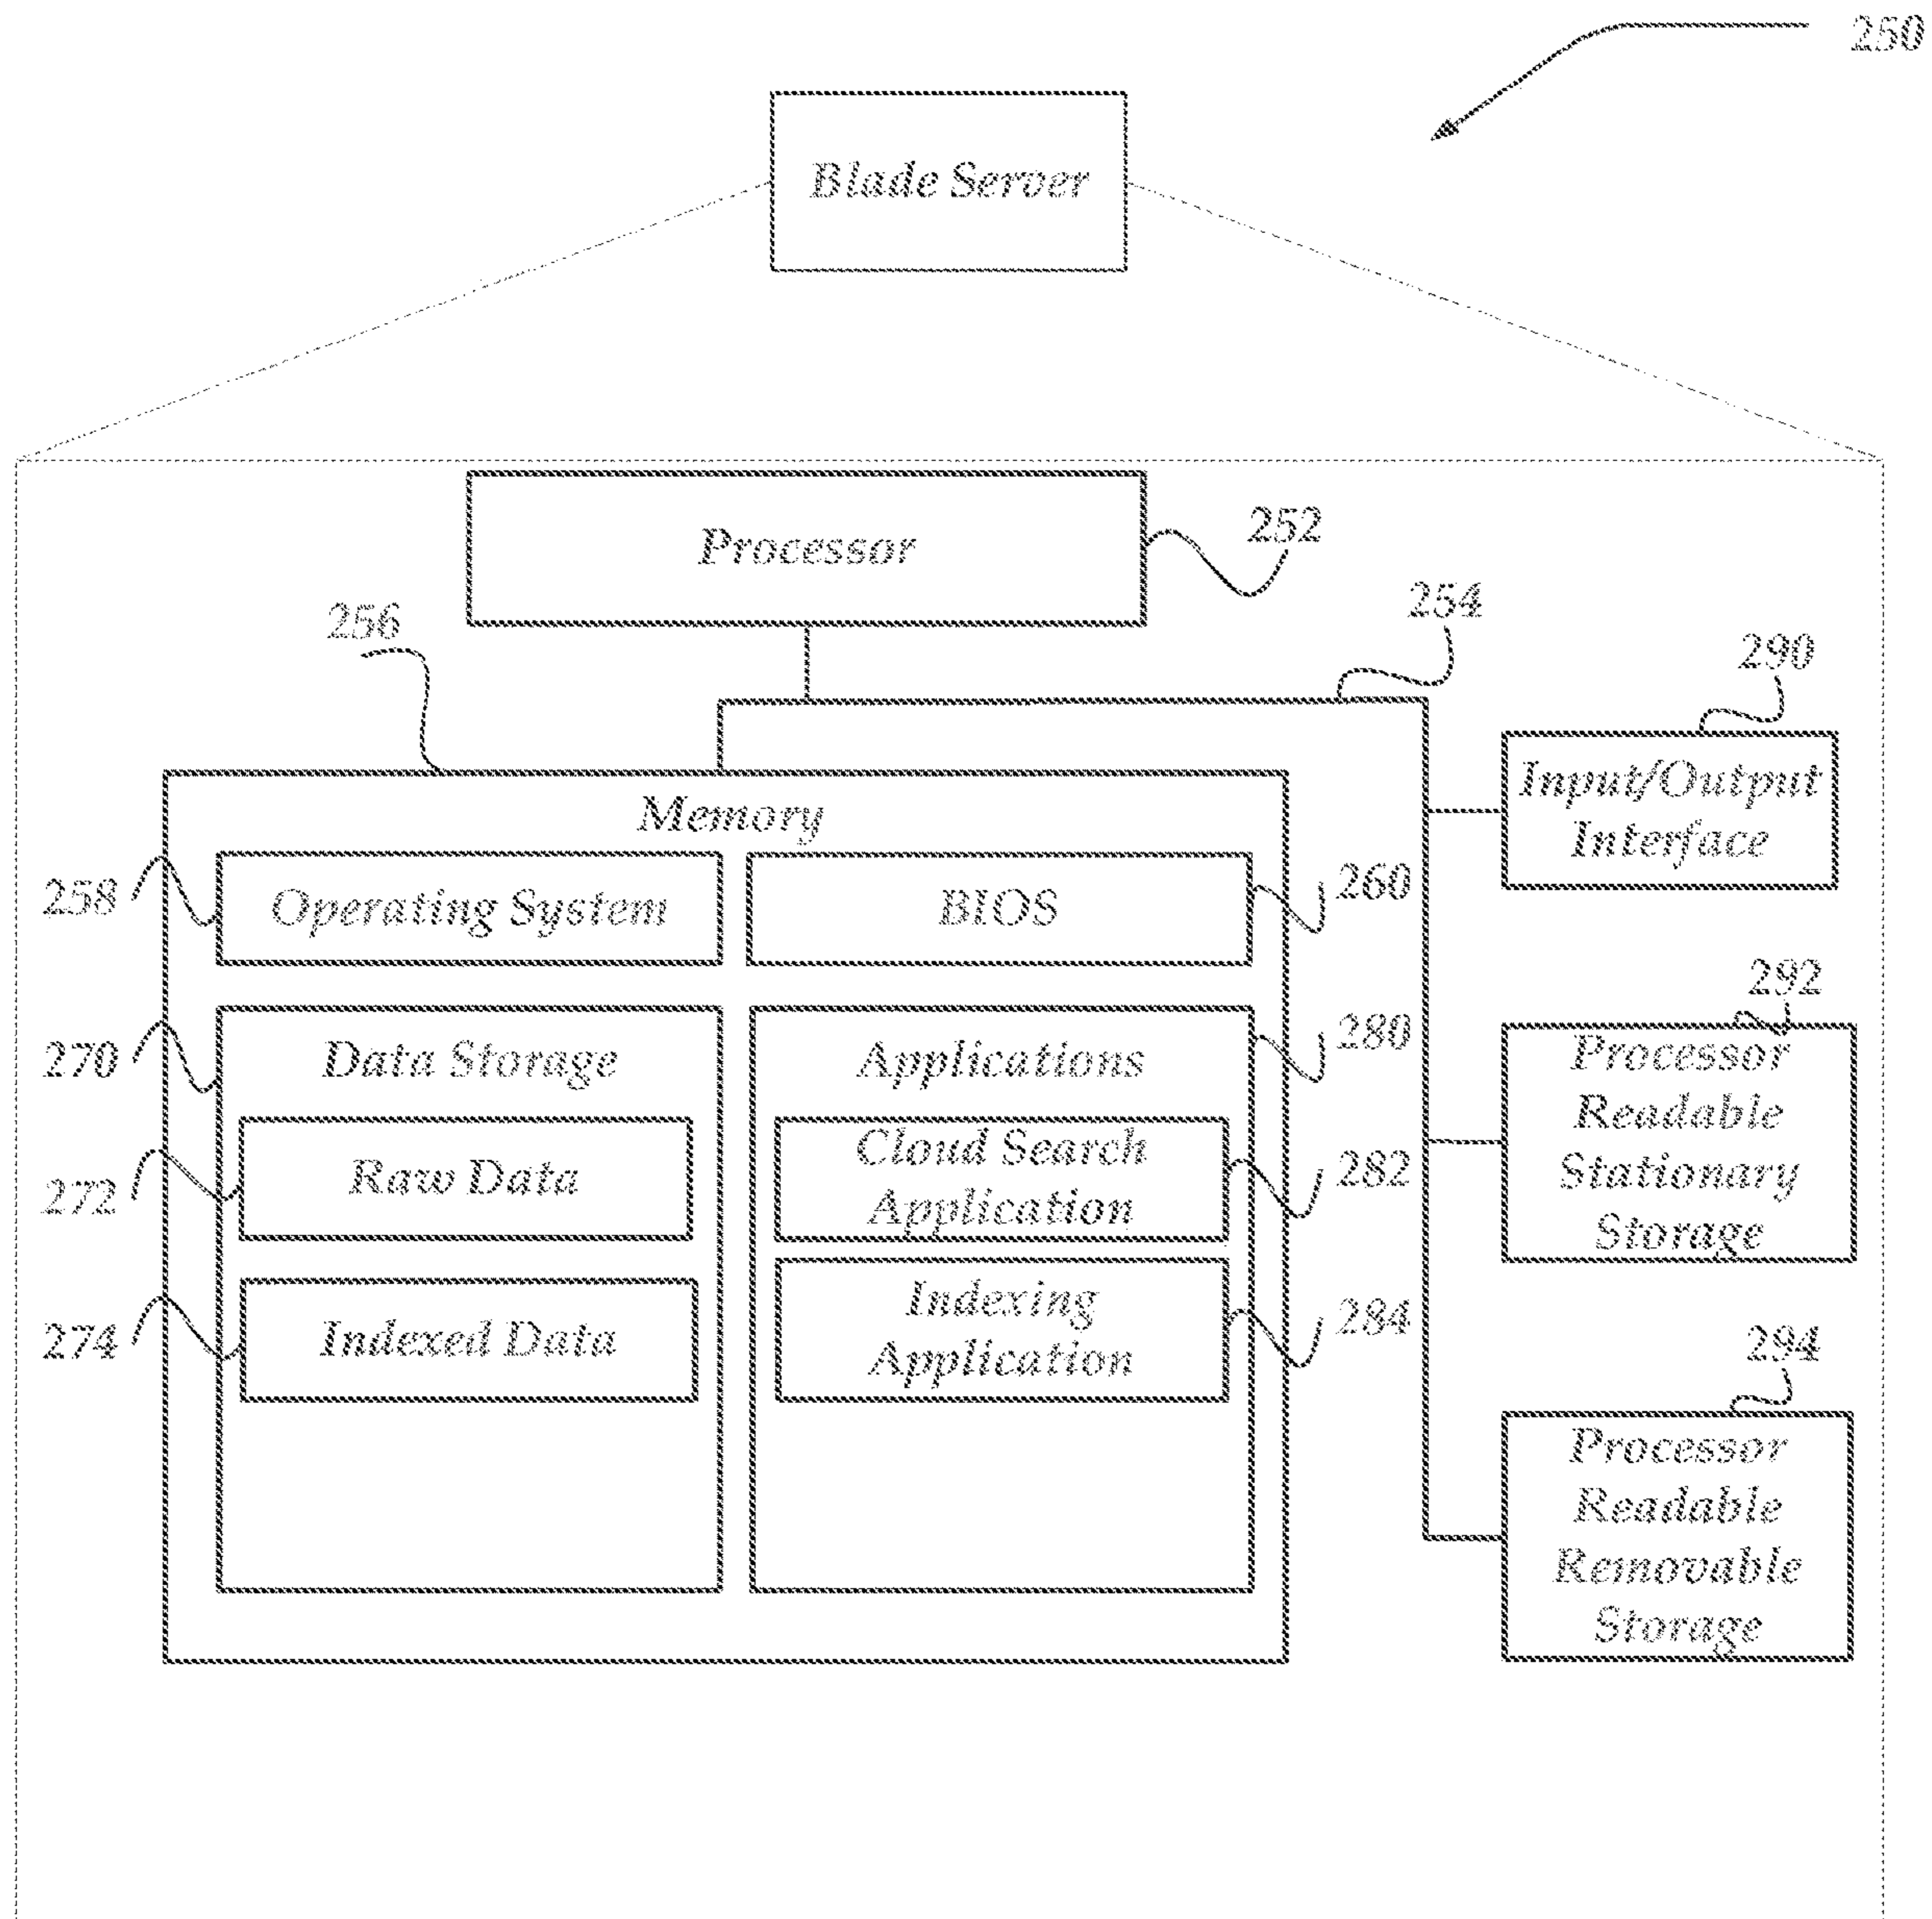 250
Blade Server
Processor
252
256
254
290
Input/Output
Interface
Memory
258
Operating System
BIOS
260
292
Processor
Readable
Stationary
Storage
270
Data Storage
Applications
280
272
Raw Data
Cloud Search
Application
282
274
Indexed Data
Indexing
Application
284
294
Processor
Readable
Removable
Storage